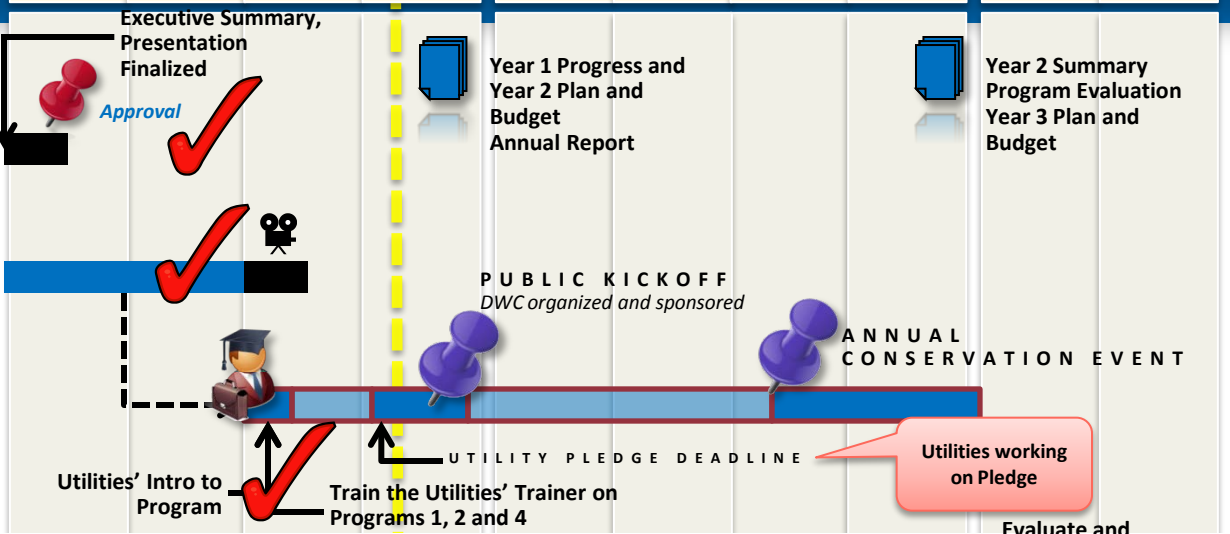 Executive Summary,
Presentation
Finalized
Approval
Year 1 Progress and
Year 2 Plan and
Budget
Annual Report
Year 2 Summary
Program Evaluation
Year 3 Plan and
Budget
PUBLIC KICKOFF
DWC organized and sponsored
ANNUAL
CONSERVATION EVENT
UTILITY PLEDGE DEADLINE
Utilities working
on Pledge
Utilities' Intro to
Program
Train the Utilities' Trainer on
Programs 1, 2 and 4
Evaluate and